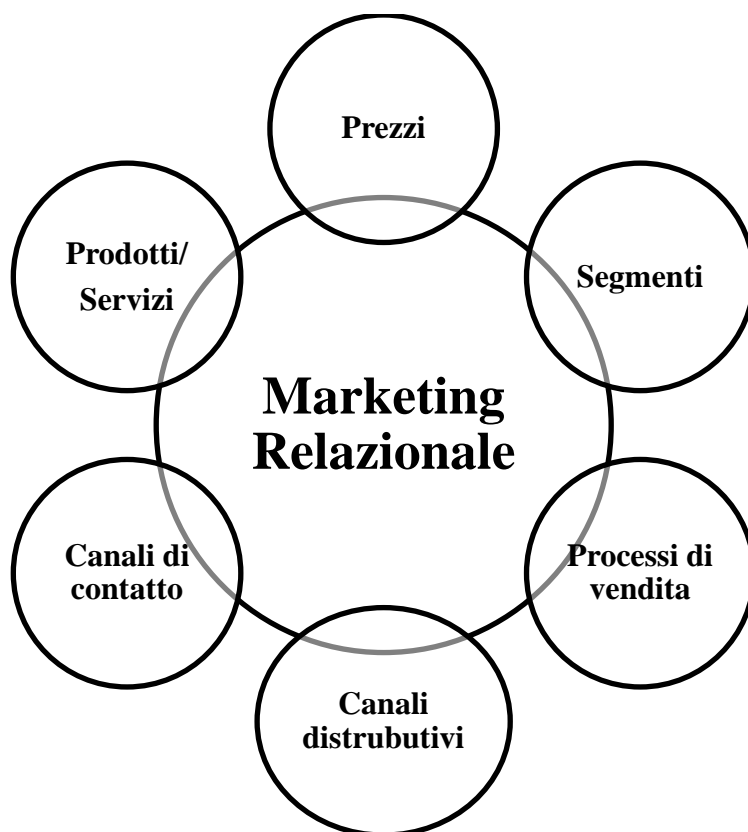 Prezzi
Prodotti/
Servizi
Segmenti
Marketing
Relazionale
Canali di
contatto
Processi di
vendita
Canali
distrubutivi